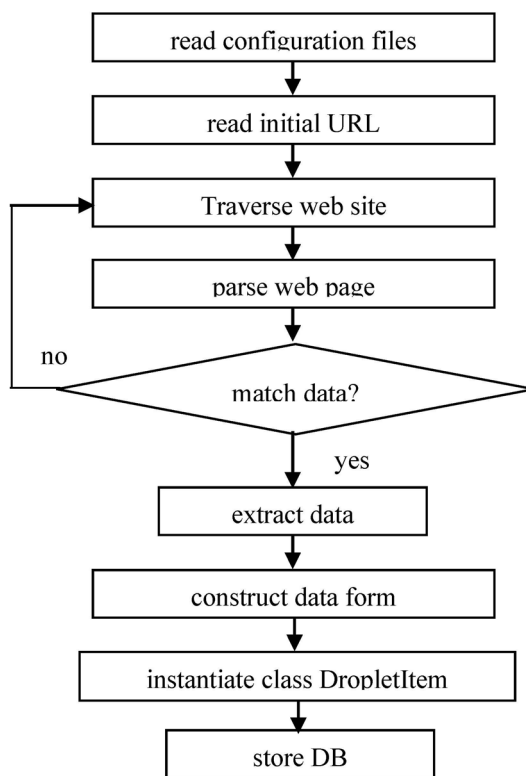 read configuration files
read initial URL
Traverse web site
parse web page
no
match data?
yes
extract data
construct data form
instantiate class DropletItem
store DB